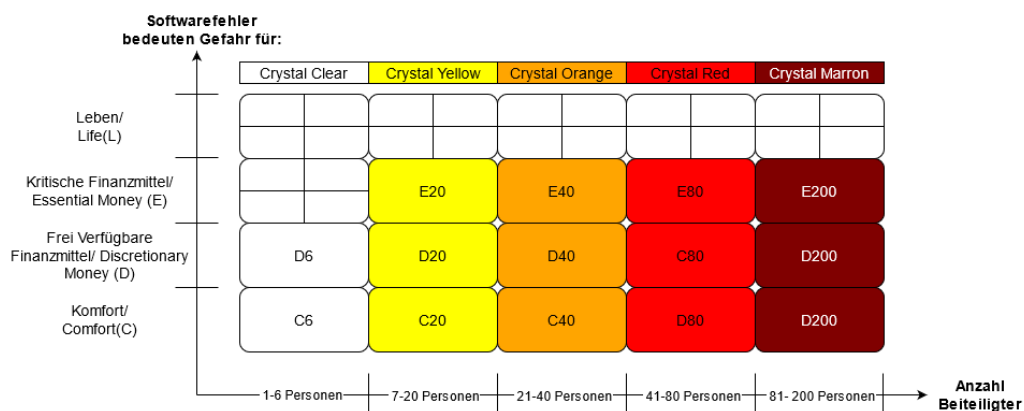 Softwarefehler
bedeuten Gefahr für:
Crystal Clear
Crystal Yellow
Crystal Orange
Crystal Red
Crystal Marron
Leben/
Life(L)
Kritische Finanzmittel/
Essential Money (E)
E20
E40
E80
E200
Frei Verfügbare
Finanzmittel/ Discretionary
Money (D)
D6
D20
D40
C80
D200
Komfort/
Comfort(C)
C6
C20
C40
D80
D200
1-6 Personen
7-20 Personen
21-40 Personen
41-80 Personen
81- 200 Personen
Anzahl
Beiteiligter